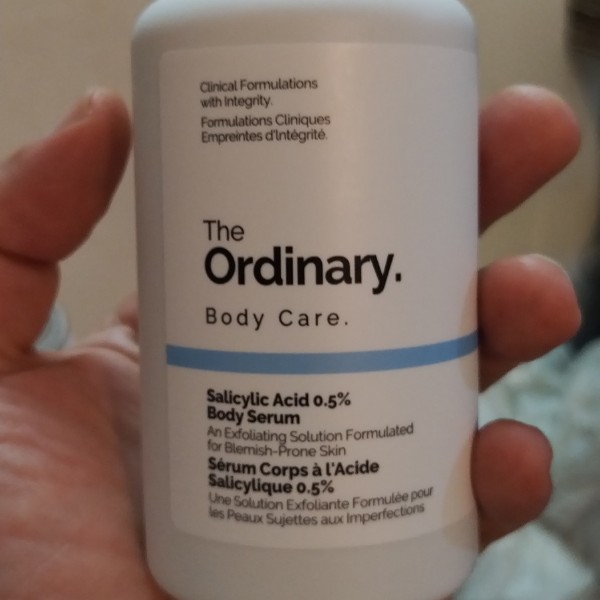 Clinical Formulations
with Integrity.
Formulations Cliniques
Empreintes d'Intégrité.
The
Ordinary.
Body Care.
Salicylic Acid 0.5%
Body Serum
An Exfoliating Solution Formulated
for Blemish-Prone Skin
Sérum Corps à l'Acide
Salicylique 0.5%
Une Solution Exfoliante Formulée pour
les Peaux Sujettes aux Imperfections